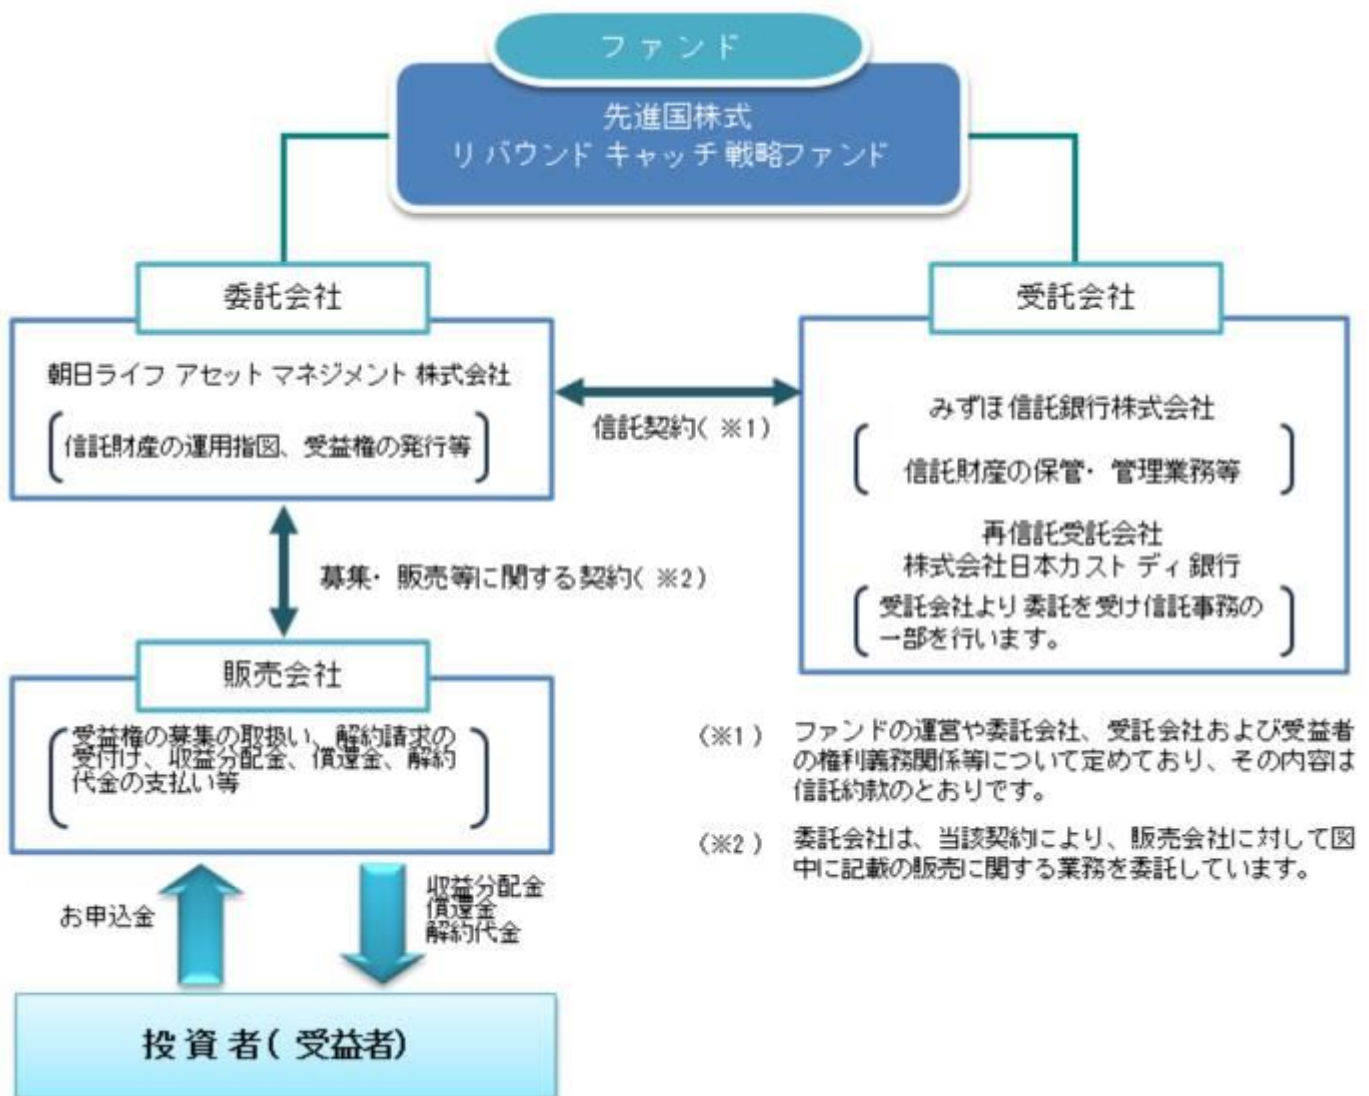 ファンド
先進国株式
リバウンドキャッチ戦略ファンド
委託会社
朝日ライフ アセット マネジメント 株式会社
信託財産の運用指図、受益権の発行等
信託契約( ※1)
受託会社
みずほ信託銀行株式会社
信託財産の保管・管理業務等
再信託受託会社
株式会社日本カストディ銀行
受託会社より委託を受け信託事務の
一部を行います。
募集・販売等に関する契約( ※2)
販売会社
受益権の募集の取扱い、解約請求の
受付け、収益分配金、償還金、解約
代金の支払い等
(※1) ファンドの運営や委託会社、受託会社および受益者
の権利義務関係等について定めており、その内容は
信託約款のとおりです。
(※2) 委託会社は、当該契約により、販売会社に対して図
中に記載の販売に関する業務を委託しています。
お申込金
収益分配金
償還金
解約代金
投資者( 受益者)